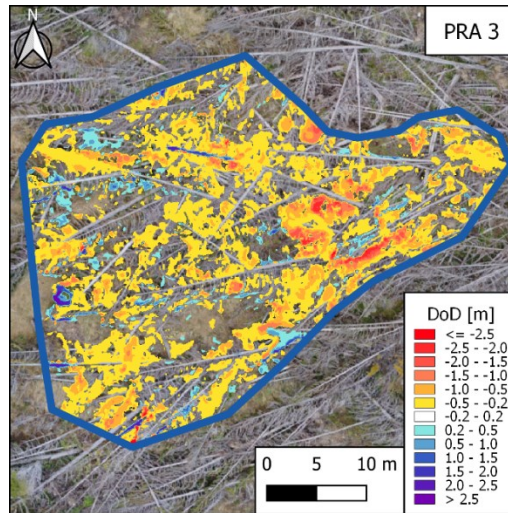 N
PRA 3
DoD [m]
<= -2.5
-2.5 - -2.0
-2.0 - -1.5
-1.5 - -1.0
-1.0 - -0.5
-0.5 - -0.2
-0.2 - 0.2
0.2 - 0.5
0.5 - 1.0
1.0 - 1.5
1.5 - 2.0
2.0 - 2.5
> 2.5
0 5 10 m